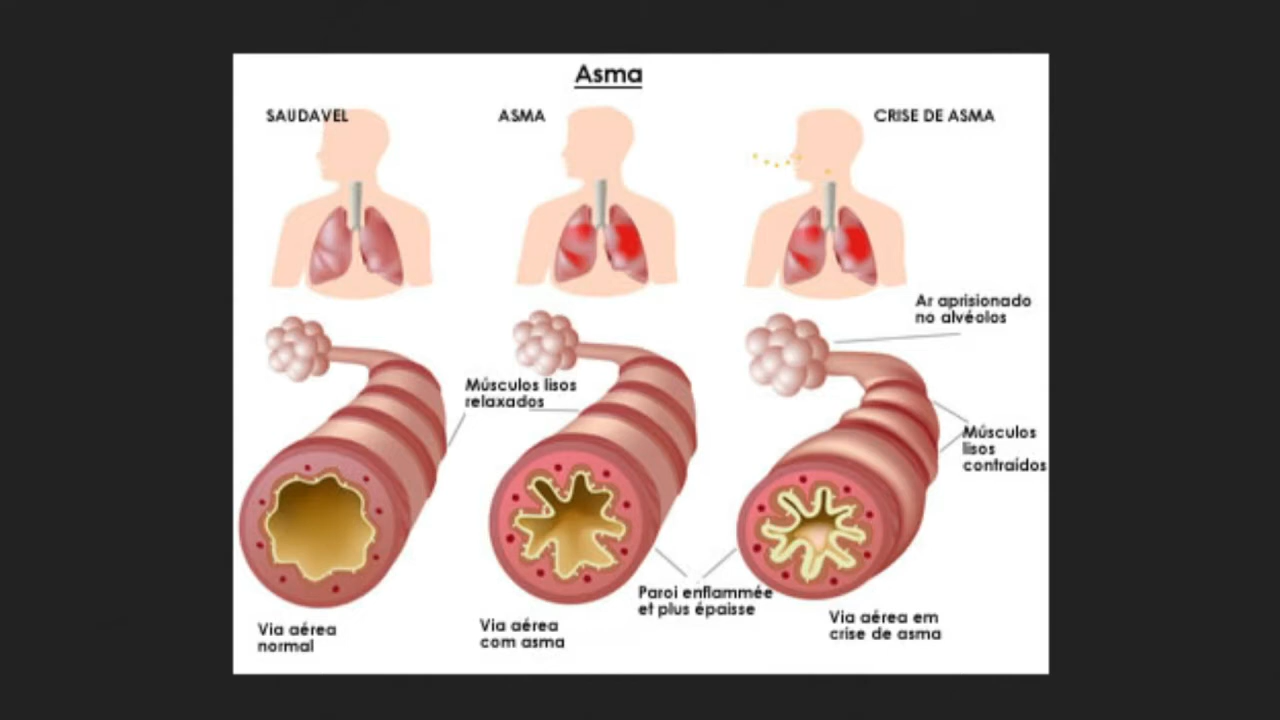 Asma
SAUDAVEL
ASMA
CRISE DE ASMA
Ar aprisionado
no alvéolos
Músculos lisos
relaxados
Músculos
lisos
contraídos
Paroi enflammée
et plus épaisse
Via aérea
normal
Via aérea
com asma
Via aérea em
crise de asma